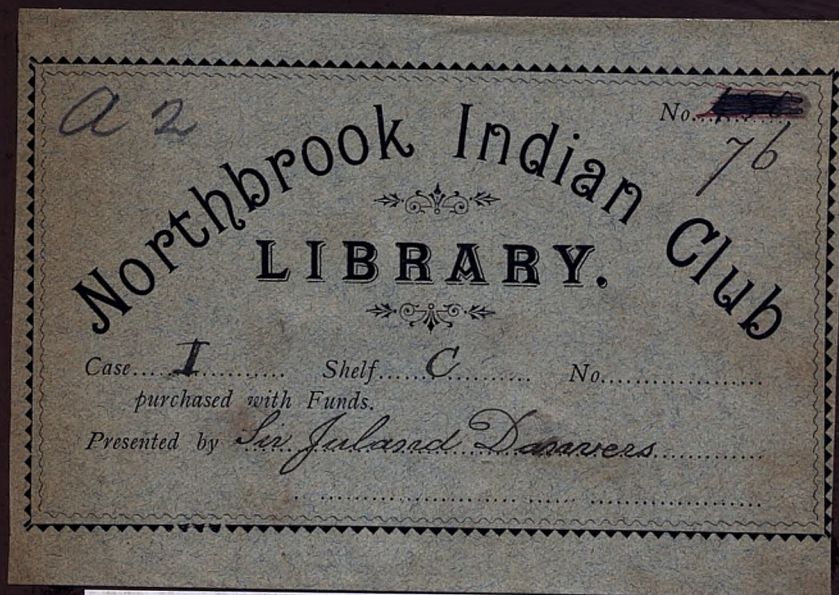 A 2
No.
76
Northbrook Indian Club
LIBRARY.
Case I Shelf C No.
purchased with Funds.
Presented by Sir Juland Danvers